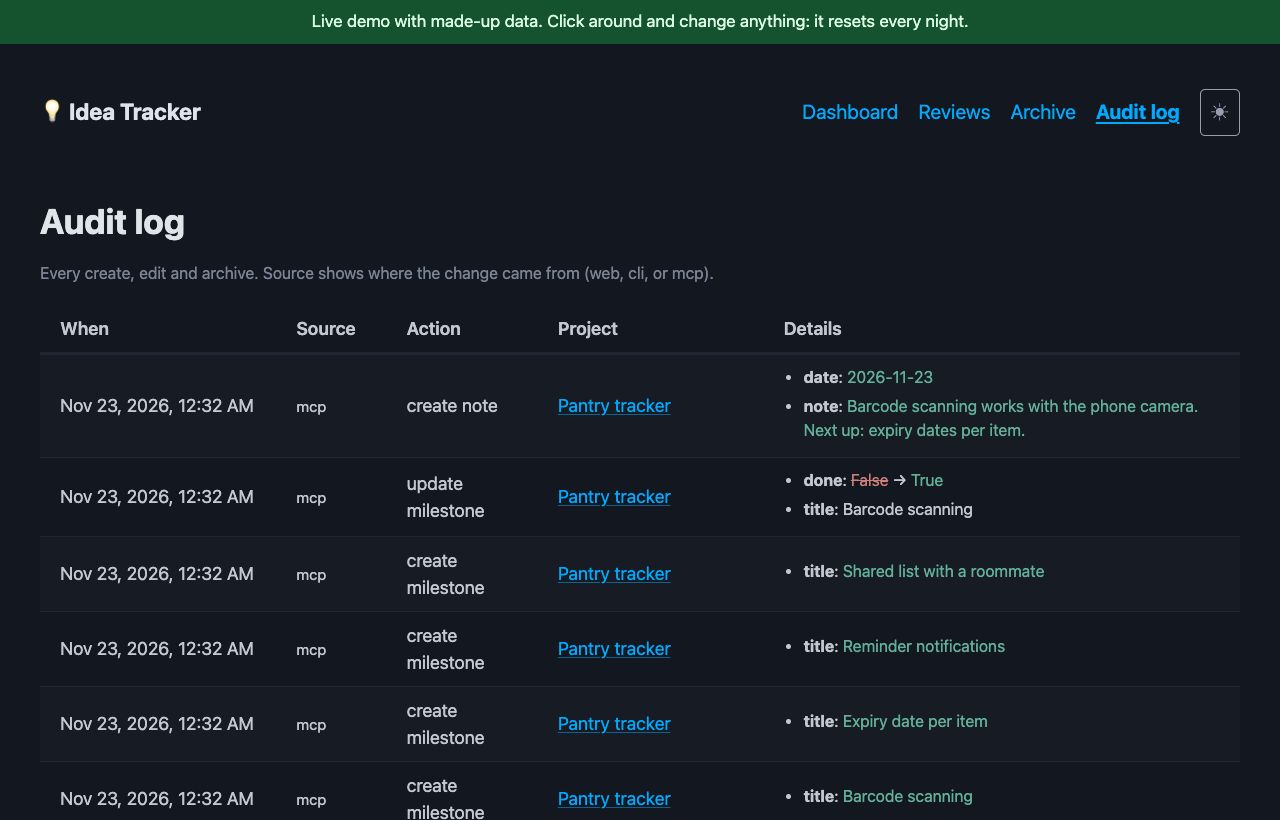 Live demo with made-up data. Click around and change anything: it resets every night.
Idea Tracker
Dashboard Reviews Archive Audit log
Audit log
Every create, edit and archive. Source shows where the change came from (web, cli, or mcp).
When Source Action Project Details
Nov 23, 2026, 12:32 AM mcp create note Pantry tracker
• date: 2026-11-23
• note: Barcode scanning works with the phone camera.
Next up: expiry dates per item.
Nov 23, 2026, 12:32 AM mcp update
milestone Pantry tracker
• done: False → True
• title: Barcode scanning
Nov 23, 2026, 12:32 AM mcp create
milestone Pantry tracker
• title: Shared list with a roommate
Nov 23, 2026, 12:32 AM mcp create
milestone Pantry tracker
• title: Reminder notifications
Nov 23, 2026, 12:32 AM mcp create
milestone Pantry tracker
• title: Expiry date per item
Nov 23, 2026, 12:32 AM mcp create
milestone Pantry tracker
• title: Barcode scanning